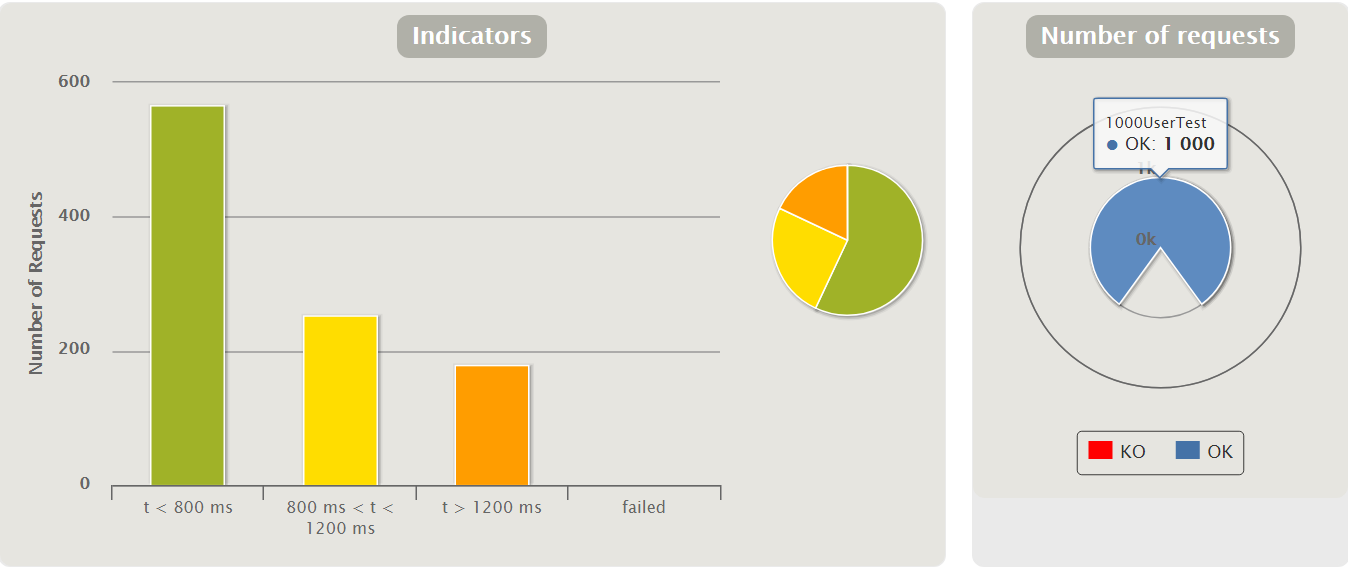 Indicators
Number of Requests
600
400
200
0
t < 800 ms
800 ms < t <
1200 ms
t > 1200 ms
failed
Number of requests
1000UserTest
OK: 1 000
1k
0k
KO
OK